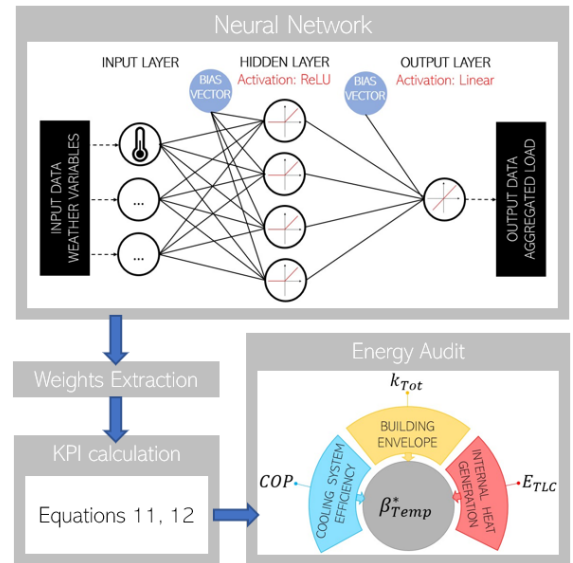 Neural Network
INPUT LAYER
HIDDEN LAYER
OUTPUT LAYER
Activation: ReLU
Activation: Linear
BIAS
VECTOR
BIAS
VECTOR
INPUT DATA
WEATHER VARIABLES
...
...
OUTPUT DATA
AGGREGATED LOAD
Weights Extraction
KPI calculation
Equations 11, 12
Energy Audit
k_Tot
BUILDING
ENVELOPE
COP
COOLING SYSTEM
EFFICIENCY
INTERNAL HEAT
GENERATION
E_TLC
β*_Temp